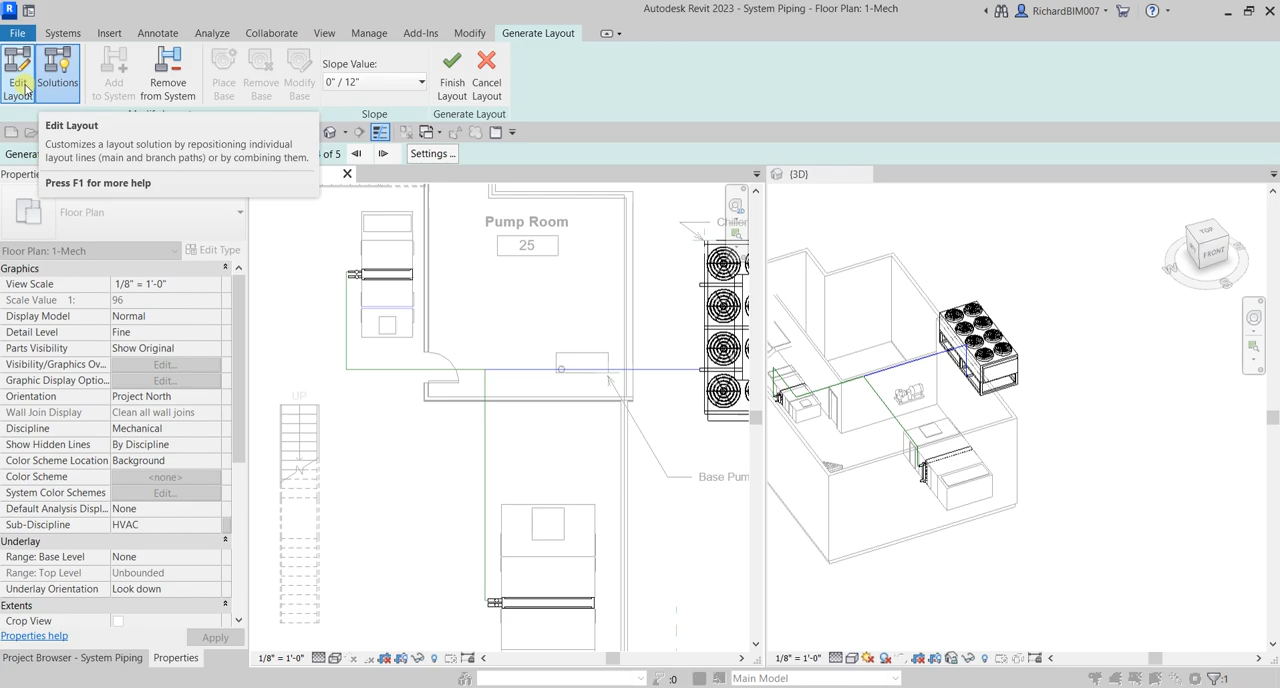 Autodesk Revit 2023 - System Piping - Floor Plan: 1-Mech
RichardBIM007
File Systems Insert Annotate Analyze Collaborate View Manage Add-Ins Modify Generate Layout
Edit Layout
Solutions
Add to System
Remove from System
Place Base
Remove Base
Modify Base
Slope Value:
0" / 12"
Finish Layout
Cancel Layout
Slope
Generate Layout
Edit Layout
Customizes a layout solution by repositioning individual
layout lines (main and branch paths) or by combining them.
Press F1 for more help
of 5
Settings ...
{3D}
Floor Plan
Floor Plan: 1-Mech
Edit Type
Graphics
View Scale 1/8" = 1'-0"
Scale Value 1: 96
Display Model Normal
Detail Level Fine
Parts Visibility Show Original
Visibility/Graphics Ov... Edit...
Graphic Display Optio... Edit...
Orientation Project North
Wall Join Display Clean all wall joins
Discipline Mechanical
Show Hidden Lines By Discipline
Color Scheme Location Background
Color Scheme <none>
System Color Schemes Edit...
Default Analysis Displ... None
Sub-Discipline HVAC
Underlay
Range: Base Level None
Range: Top Level Unbounded
Underlay Orientation Look down
Extents
Crop View
Properties help
Apply
Project Browser - System Piping Properties
Pump Room
25
UP
Base Pum
TOP
FRONT
W
1/8" = 1'-0"
1/8" = 1'-0"
:0
Main Model
:1